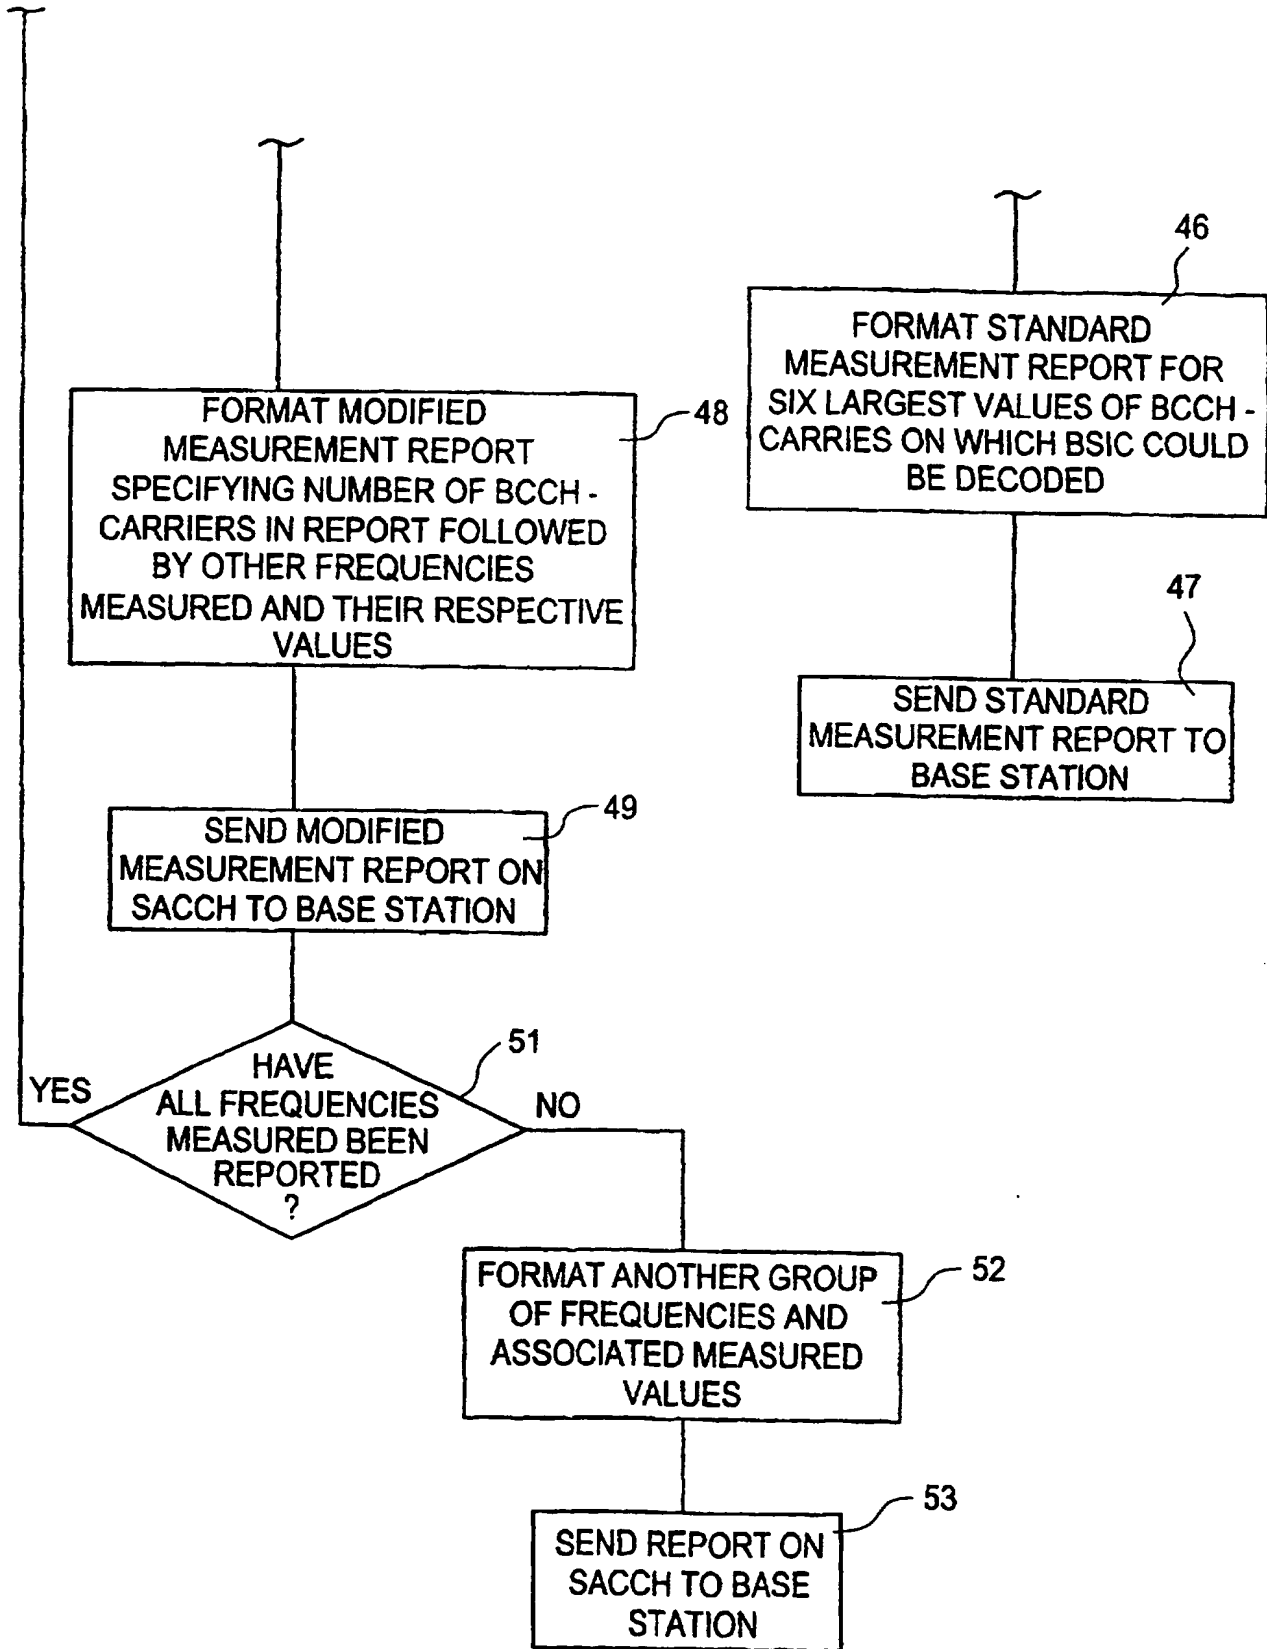 46
FORMAT STANDARD
MEASUREMENT REPORT FOR
SIX LARGEST VALUES OF BCCH -
CARRIES ON WHICH BSIC COULD
BE DECODED
FORMAT MODIFIED
MEASUREMENT REPORT
SPECIFYING NUMBER OF BCCH -
CARRIERS IN REPORT FOLLOWED
BY OTHER FREQUENCIES
MEASURED AND THEIR RESPECTIVE
VALUES
48
47
SEND STANDARD
MEASUREMENT REPORT TO
BASE STATION
SEND MODIFIED
MEASUREMENT REPORT ON
SACCH TO BASE STATION
49
HAVE
ALL FREQUENCIES
MEASURED BEEN
REPORTED
?
51
YES
NO
FORMAT ANOTHER GROUP
OF FREQUENCIES AND
ASSOCIATED MEASURED
VALUES
52
SEND REPORT ON
SACCH TO BASE
STATION
53